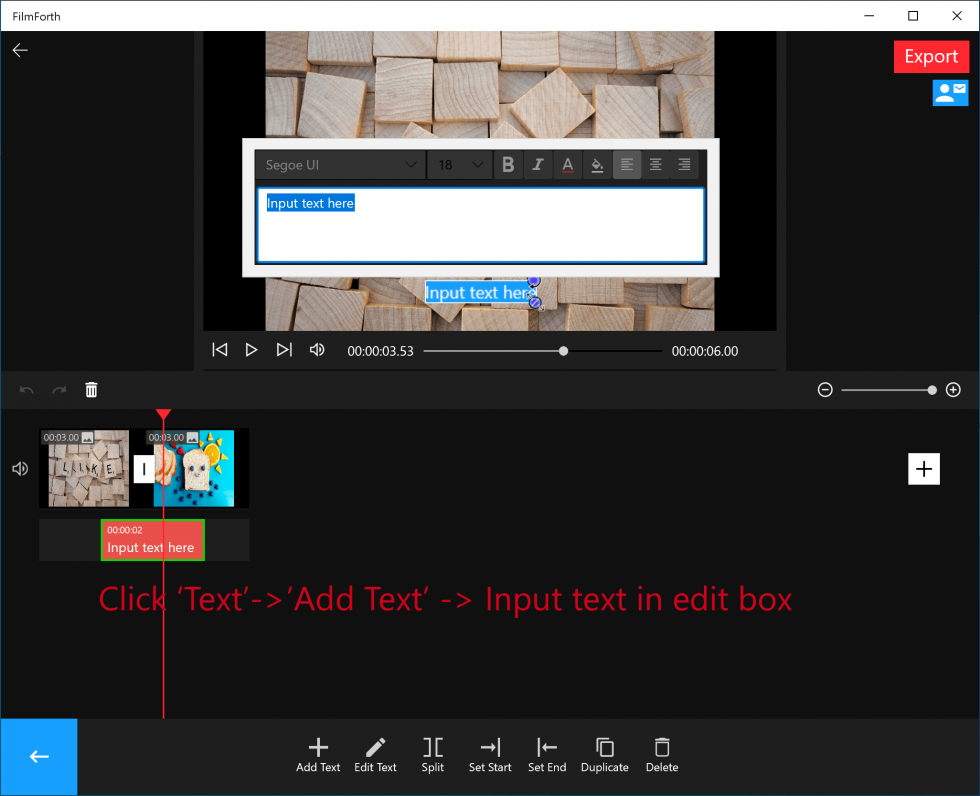 FilmForth
Export
Segoe UI
18
B I A
Input text here
Input text here
00:00:03.53
00:00:06.00
00:03.00
00:03.00
LIKE
00:00:02
Input text here
Click ‘Text’->‘Add Text’ -> Input text in edit box
Add Text
Edit Text
Split
Set Start
Set End
Duplicate
Delete